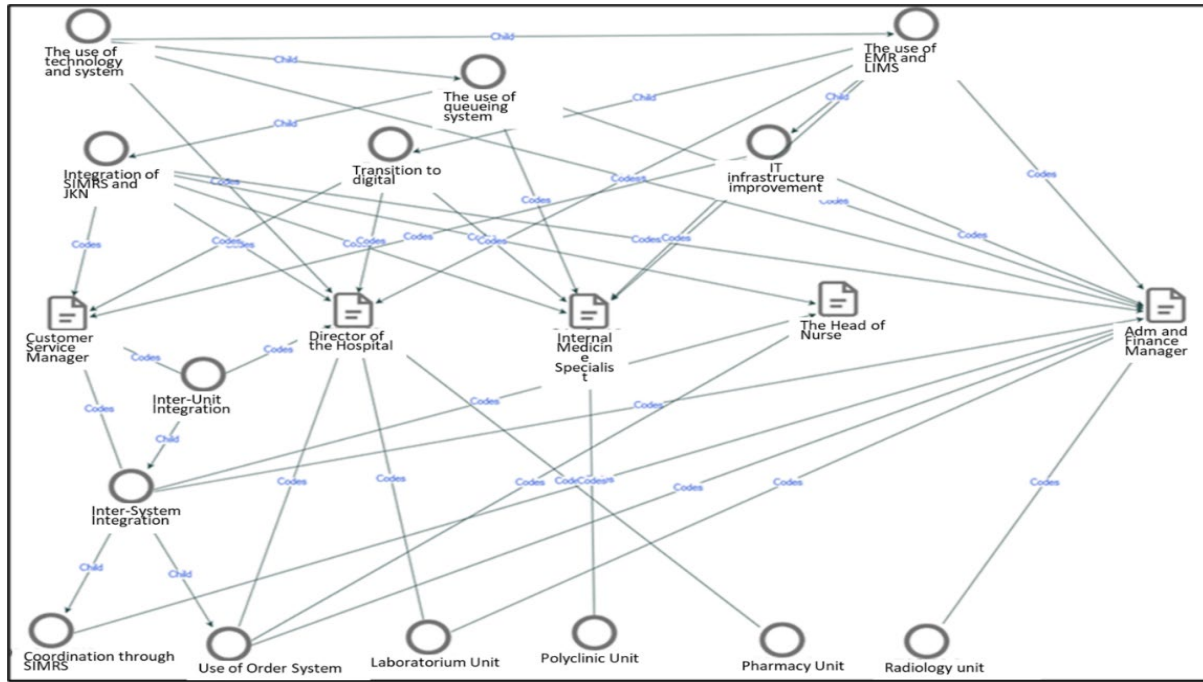 The use of
technology
and system
Child
The use of
EMR and
LIMS
Child
The use of
queueing
system
Child
Child
Child
Integration of
SIMRS and
JKN
Transition to
digital
IT
infrastructure
improvement
Codes
Codes
Codes
Codes
Codes
Codes
Codes
Codes
Codes
Codes
Codes
Codes
Codes
Codes
Customer
Service
Manager
Director of
the Hospital
Internal
Medicin
e
Specialis
t
The Head of
Nurse
Adm and
Finance
Manager
Codes
Codes
Inter-Unit
Integration
Codes
Codes
Codes
Child
Inter-System
Integration
Codes
Codes
Codes
Codes
Codes
Codes
Codes
Child
Child
Coordination through
SIMRS
Use of Order System
Laboratorium Unit
Polyclinic Unit
Pharmacy Unit
Radiology unit